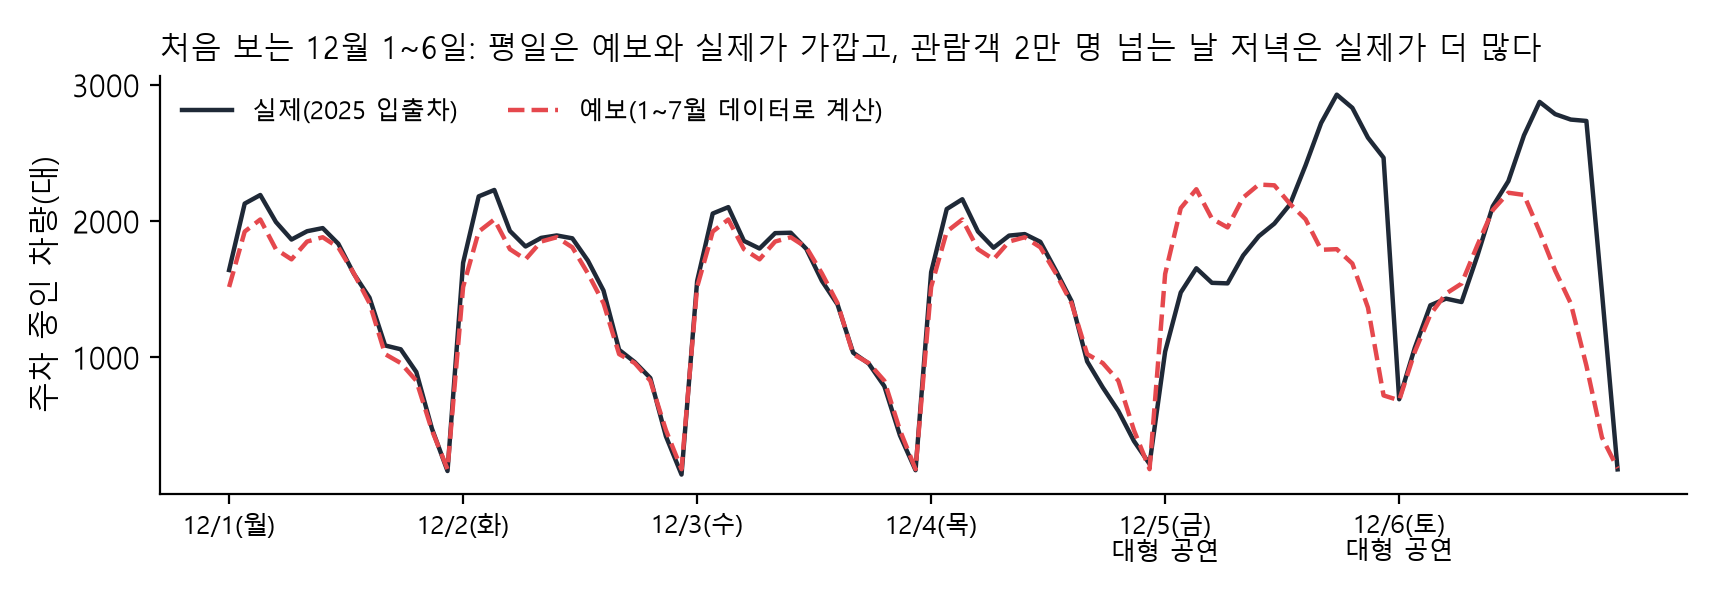 처음 보는 12월 1~6일: 평일은 예보와 실제가 가깝고, 관람객 2만 명 넘는 날 저녁은 실제가 더 많다
실제(2025 입출차)
예보(1~7월 데이터로 계산)
주차 중인 차량(대)
3000
2000
1000
12/1(월)
12/2(화)
12/3(수)
12/4(목)
12/5(금)
대형 공연
12/6(토)
대형 공연